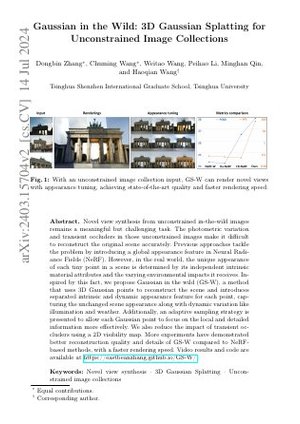 arXiv:2403.15704v2 [cs.CV] 14 Jul 2024
Gaussian in the Wild: 3D Gaussian Splatting for
Unconstrained Image Collections
Dongbin Zhang*, Chuming Wang*, Weitao Wang, Peihao Li, Minghan Qin,
and Haoqian Wang†
Tsinghua Shenzhen International Graduate School, Tsinghua University
Input
Renderings
Appearance tuning
Metrics comparison
Fig. 1: With an unconstrained image collection input, GS-W can render novel views
with appearance tuning, achieving state-of-the-art quality and faster rendering speed.
Abstract. Novel view synthesis from unconstrained in-the-wild images
remains a meaningful but challenging task. The photometric variation
and transient occluders in those unconstrained images make it difficult
to reconstruct the original scene accurately. Previous approaches tackle
the problem by introducing a global appearance feature in Neural Radi-
ance Fields (NeRF). However, in the real world, the unique appearance
of each tiny point in a scene is determined by its independent intrinsic
material attributes and the varying environmental impacts it receives. In-
spired by this fact, we propose Gaussian in the wild (GS-W), a method
that uses 3D Gaussian points to reconstruct the scene and introduces
separated intrinsic and dynamic appearance feature for each point, cap-
turing the unchanged scene appearance along with dynamic variation like
illumination and weather. Additionally, an adaptive sampling strategy
is presented to allow each Gaussian point to focus on the local and detailed
information more effectively. We also reduce the impact of transient oc-
cluders using a 2D visibility map. More experiments have demonstrated
better reconstruction quality and details of GS-W compared to NeRF-
based methods, with a faster rendering speed. Video results and code are
available at https://eastbeanzhang.github.io/GS-W/.
Keywords: Novel view synthesis · 3D Gaussian Splatting · Uncon-
strained image collections
* Equal contributions.
† Corresponding author.